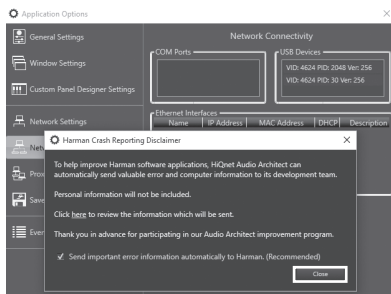 Application Options
General Settings
Window Settings
Custom Panel Designer Settings
Network Settings
Netw
Prox
Save
Even
Network Connectivity
COM Ports
USB Devices
VID: 4624 PID: 2048 Ver: 256
VID: 4624 PID: 30 Ver: 256
Ethernet Interfaces
Name IP Address MAC Address DHCP Description
Harman Crash Reporting Disclaimer
To help improve Harman software applications, HiQnet Audio Architect can
automatically send valuable error and computer information to its development team.
Personal information will not be included.
Click here to review the information which will be sent.
Thank you in advance for participating in our Audio Architect improvement program.
Send important error information automatically to Harman. (Recommended)
Close